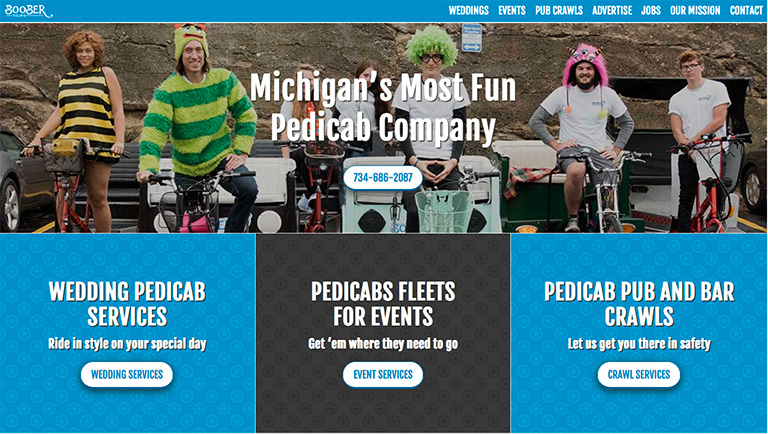 BOOBER
TOURS
WEDDINGS EVENTS PUB CRAWLS ADVERTISE JOBS OUR MISSION CONTACT
Michigan's Most Fun
Pedicab Company
734-686-2087
WEDDING PEDICAB
SERVICES
Ride in style on your special day
WEDDING SERVICES
PEDICABS FLEETS
FOR EVENTS
Get 'em where they need to go
EVENT SERVICES
PEDICAB PUB AND BAR
CRAWLS
Let us get you there in safety
CRAWL SERVICES